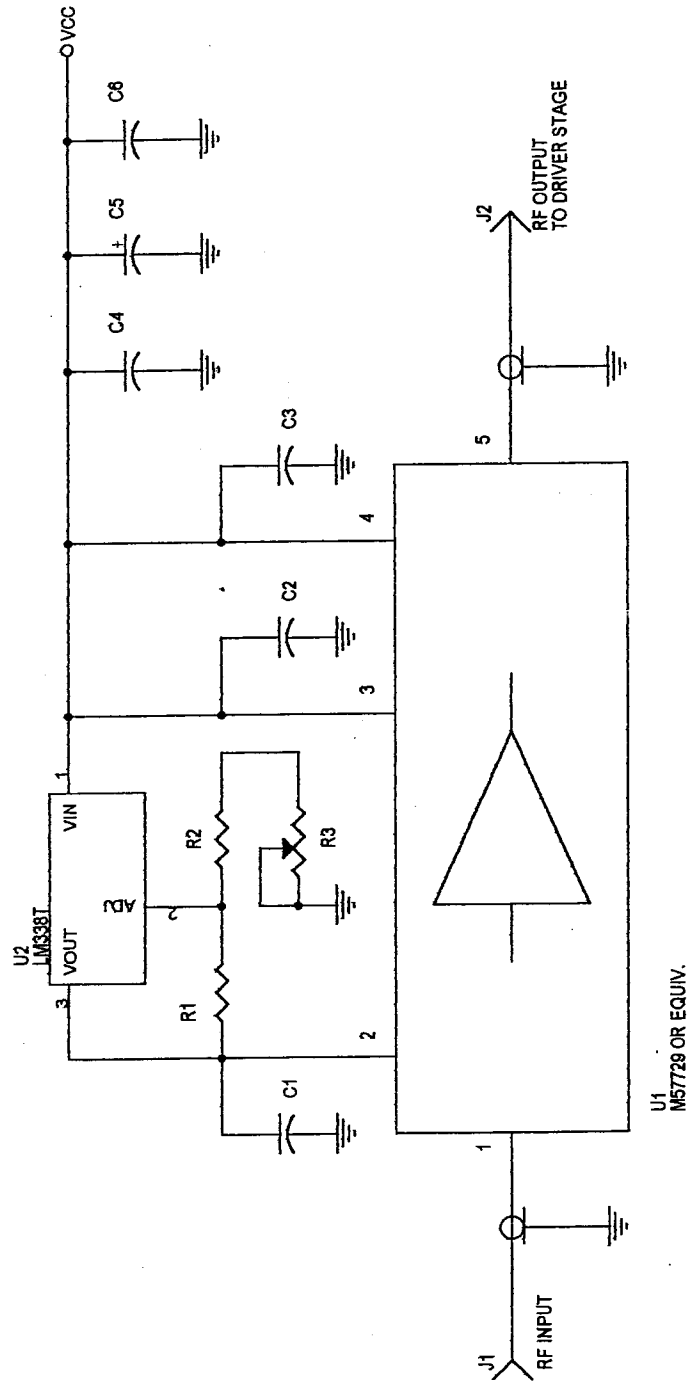 VCC
C6
C5
+
C4
C3
C2
U2
LM338T
3
VOUT
VIN
1
ADJ
2
R1
R2
R3
C1
2
3
4
1
5
J1
RF INPUT
J2
RF OUTPUT
TO DRIVER STAGE
U1
M57729 OR EQUIV.